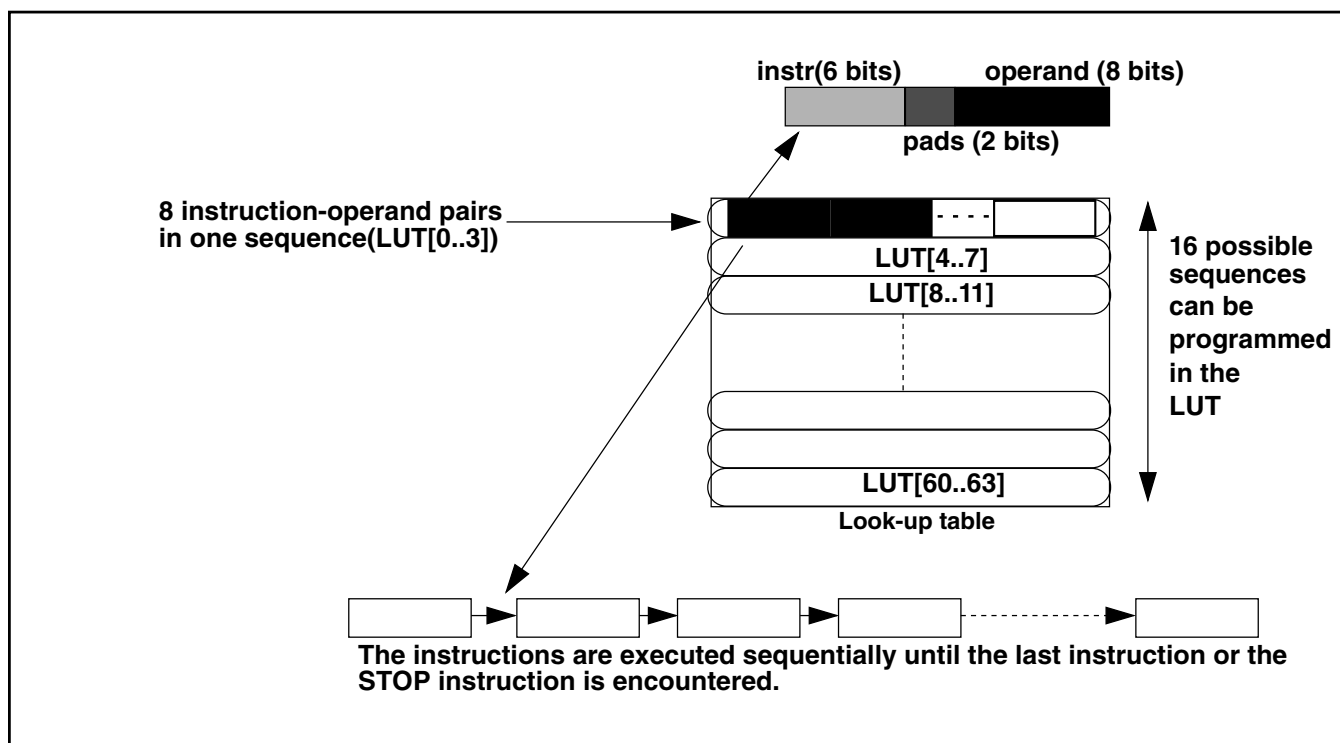 instr(6 bits)
operand (8 bits)
pads (2 bits)
8 instruction-operand pairs
in one sequence(LUT[0..3])
LUT[4..7]
LUT[8..11]
LUT[60..63]
Look-up table
16 possible
sequences
can be
programmed
in the
LUT
The instructions are executed sequentially until the last instruction or the
STOP instruction is encountered.